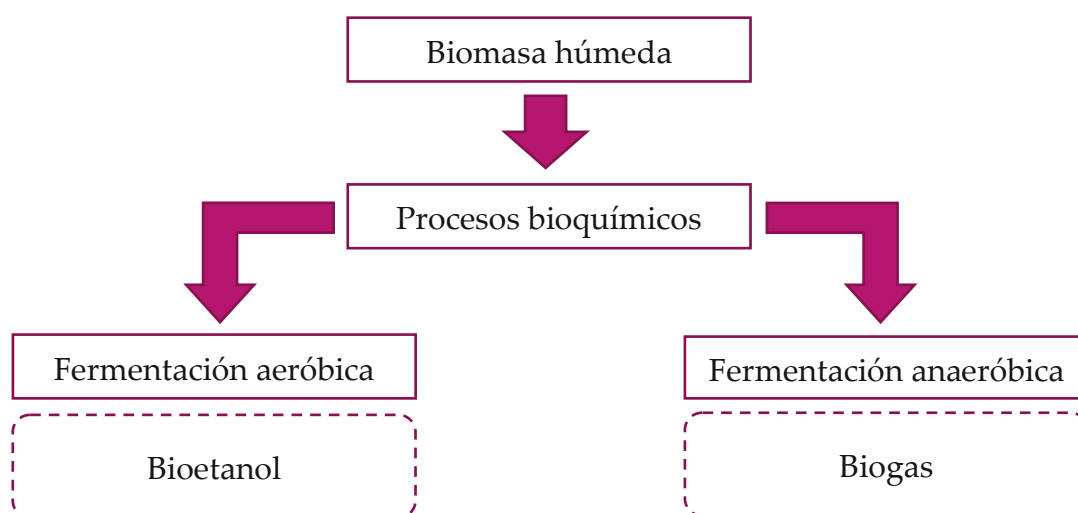 Biomasa húmeda
Procesos bioquímicos
Fermentación aeróbica
Fermentación anaeróbica
Bioetanol
Biogas